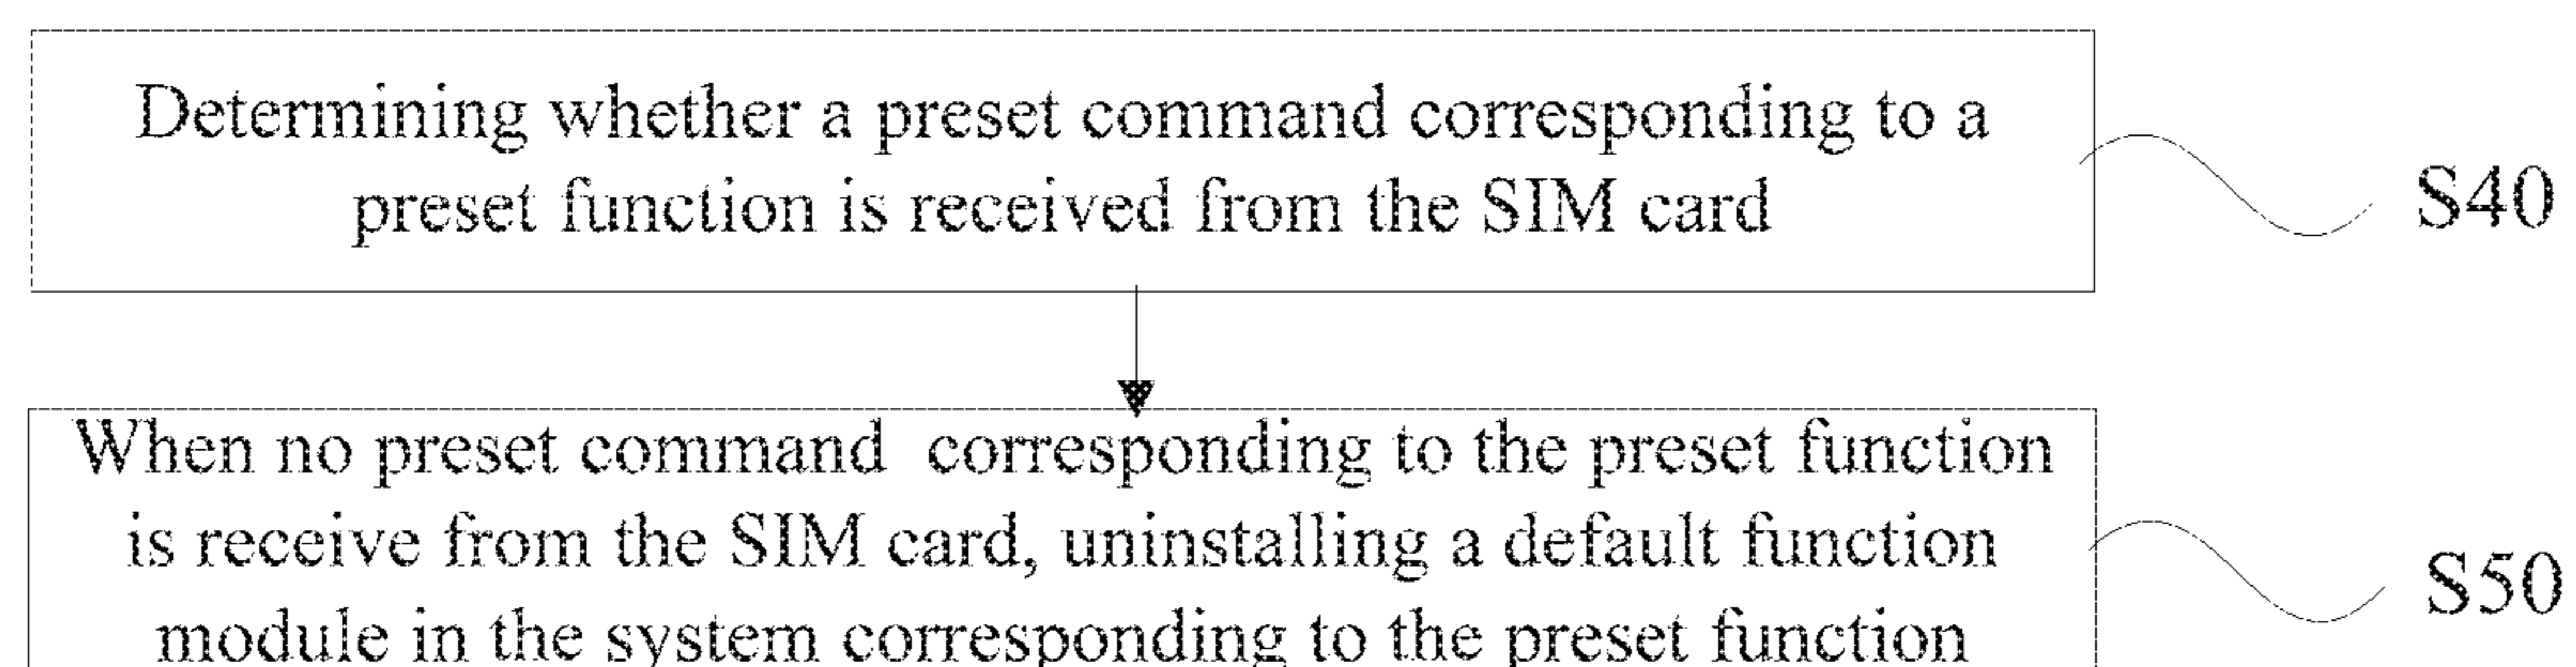 Determining whether a preset command corresponding to a
preset function is received from the SIM card
S40
When no preset command corresponding to the preset function
is receive from the SIM card, uninstalling a default function
module in the system corresponding to the preset function
S50